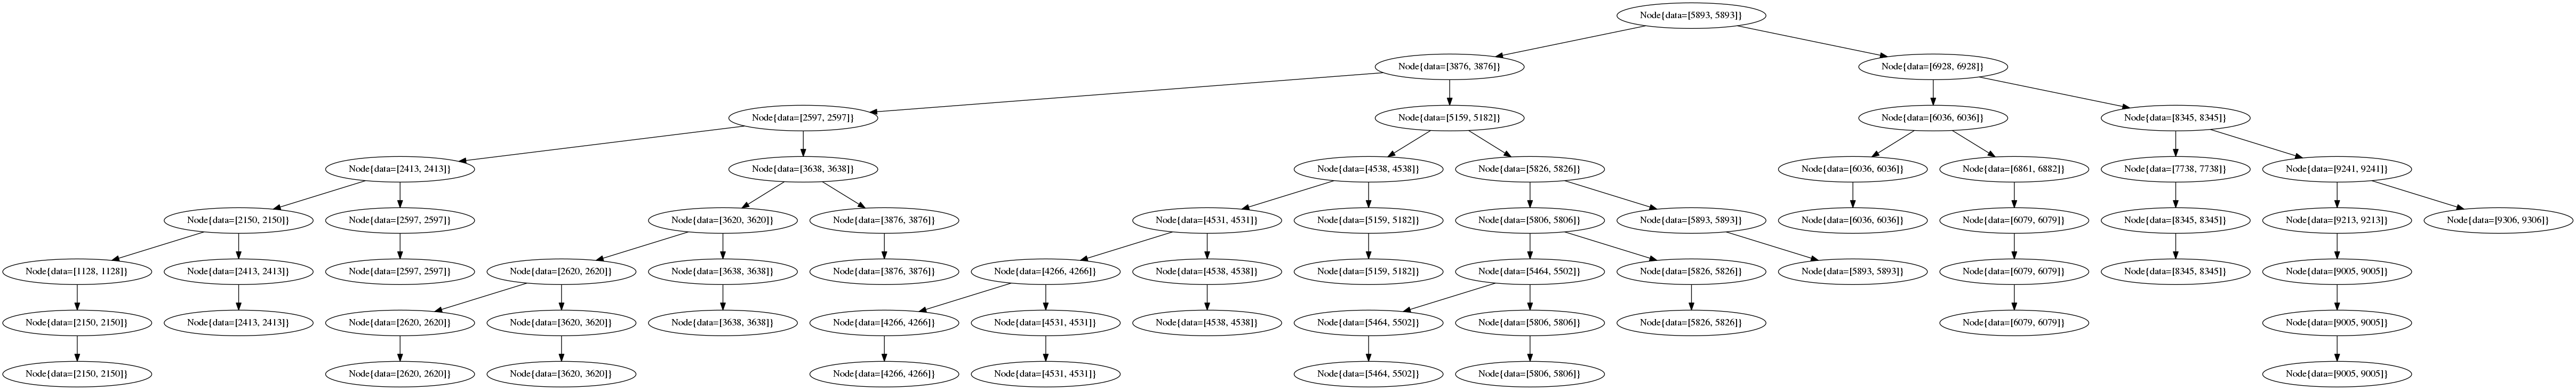 Node{data=[5893, 5893]}
Node{data=[3876, 3876]}
Node{data=[6928, 6928]}
Node{data=[2597, 2597]}
Node{data=[5159, 5182]}
Node{data=[6036, 6036]}
Node{data=[8345, 8345]}
Node{data=[2413, 2413]}
Node{data=[3638, 3638]}
Node{data=[4538, 4538]}
Node{data=[5826, 5826]}
Node{data=[6036, 6036]}
Node{data=[6861, 6882]}
Node{data=[7738, 7738]}
Node{data=[9241, 9241]}
Node{data=[2150, 2150]}
Node{data=[2597, 2597]}
Node{data=[3620, 3620]}
Node{data=[3876, 3876]}
Node{data=[4531, 4531]}
Node{data=[5159, 5182]}
Node{data=[5806, 5806]}
Node{data=[5893, 5893]}
Node{data=[6036, 6036]}
Node{data=[6079, 6079]}
Node{data=[8345, 8345]}
Node{data=[9213, 9213]}
Node{data=[9306, 9306]}
Node{data=[1128, 1128]}
Node{data=[2413, 2413]}
Node{data=[2597, 2597]}
Node{data=[2620, 2620]}
Node{data=[3638, 3638]}
Node{data=[3876, 3876]}
Node{data=[4266, 4266]}
Node{data=[4538, 4538]}
Node{data=[5159, 5182]}
Node{data=[5464, 5502]}
Node{data=[5826, 5826]}
Node{data=[5893, 5893]}
Node{data=[6079, 6079]}
Node{data=[8345, 8345]}
Node{data=[9005, 9005]}
Node{data=[2150, 2150]}
Node{data=[2413, 2413]}
Node{data=[2620, 2620]}
Node{data=[3620, 3620]}
Node{data=[3638, 3638]}
Node{data=[4266, 4266]}
Node{data=[4531, 4531]}
Node{data=[4538, 4538]}
Node{data=[5464, 5502]}
Node{data=[5806, 5806]}
Node{data=[5826, 5826]}
Node{data=[6079, 6079]}
Node{data=[9005, 9005]}
Node{data=[2150, 2150]}
Node{data=[2620, 2620]}
Node{data=[3620, 3620]}
Node{data=[4266, 4266]}
Node{data=[4531, 4531]}
Node{data=[5464, 5502]}
Node{data=[5806, 5806]}
Node{data=[9005, 9005]}